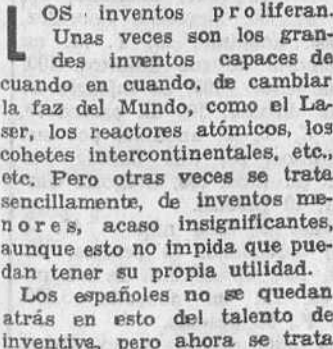 LOS inventos proliferan.
Unas veces son los gran-
des inventos capaces de
cuando en cuando, de cambiar
la faz del Mundo, como el La-
ser, los reactores atómicos, los
cohetes intercontinentales, etc.,
etc. Pero otras veces se trata
sencillamente, de inventos me-
nores, acaso insignificantes,
aunque esto no impida que pue-
dan tener su propia utilidad.
Los españoles no se quedan
atrás en esto del talento de
inventiva, pero ahora se trata